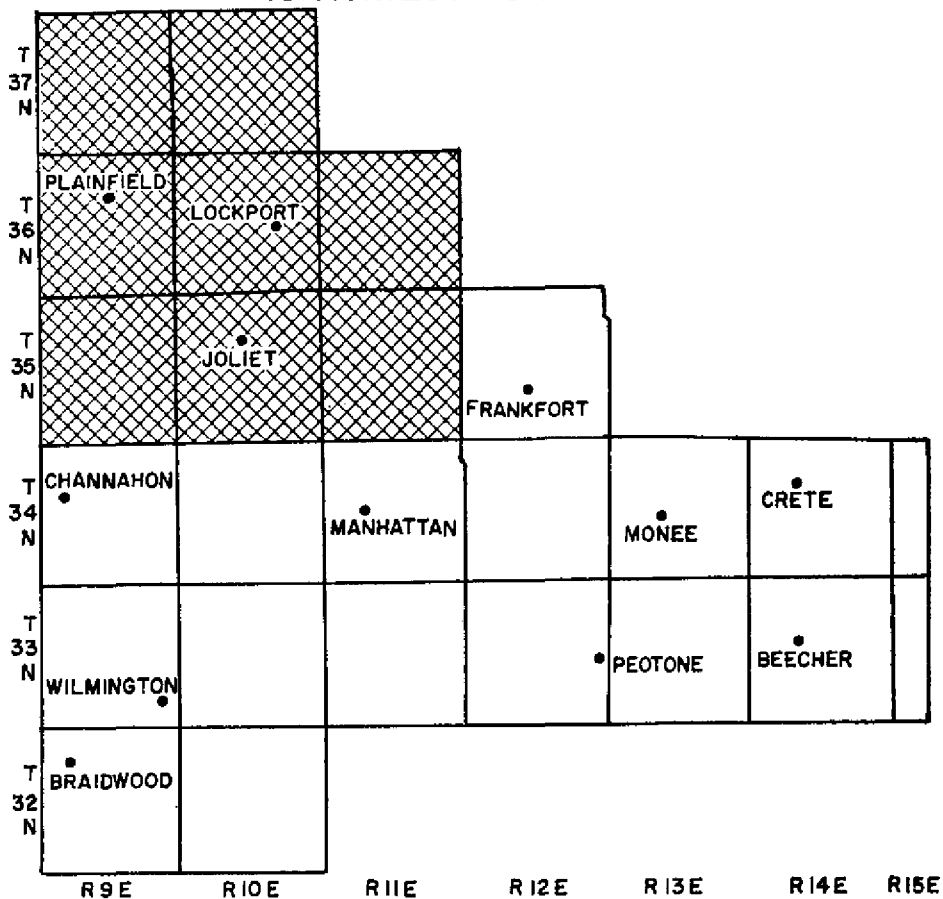 T
37
N
PLAINFIELD
LOCKPORT
T
36
N
T
35
N
JOLIET
FRANKFORT
CHANNAHON
T
34
N
MANHATTAN
MONEE
CRETE
T
33
N
WILMINGTON
PEOTONE
BEECHER
T
32
N
BRAIDWOOD
R9E
R10E
R11E
R12E
R13E
R14E
R15E